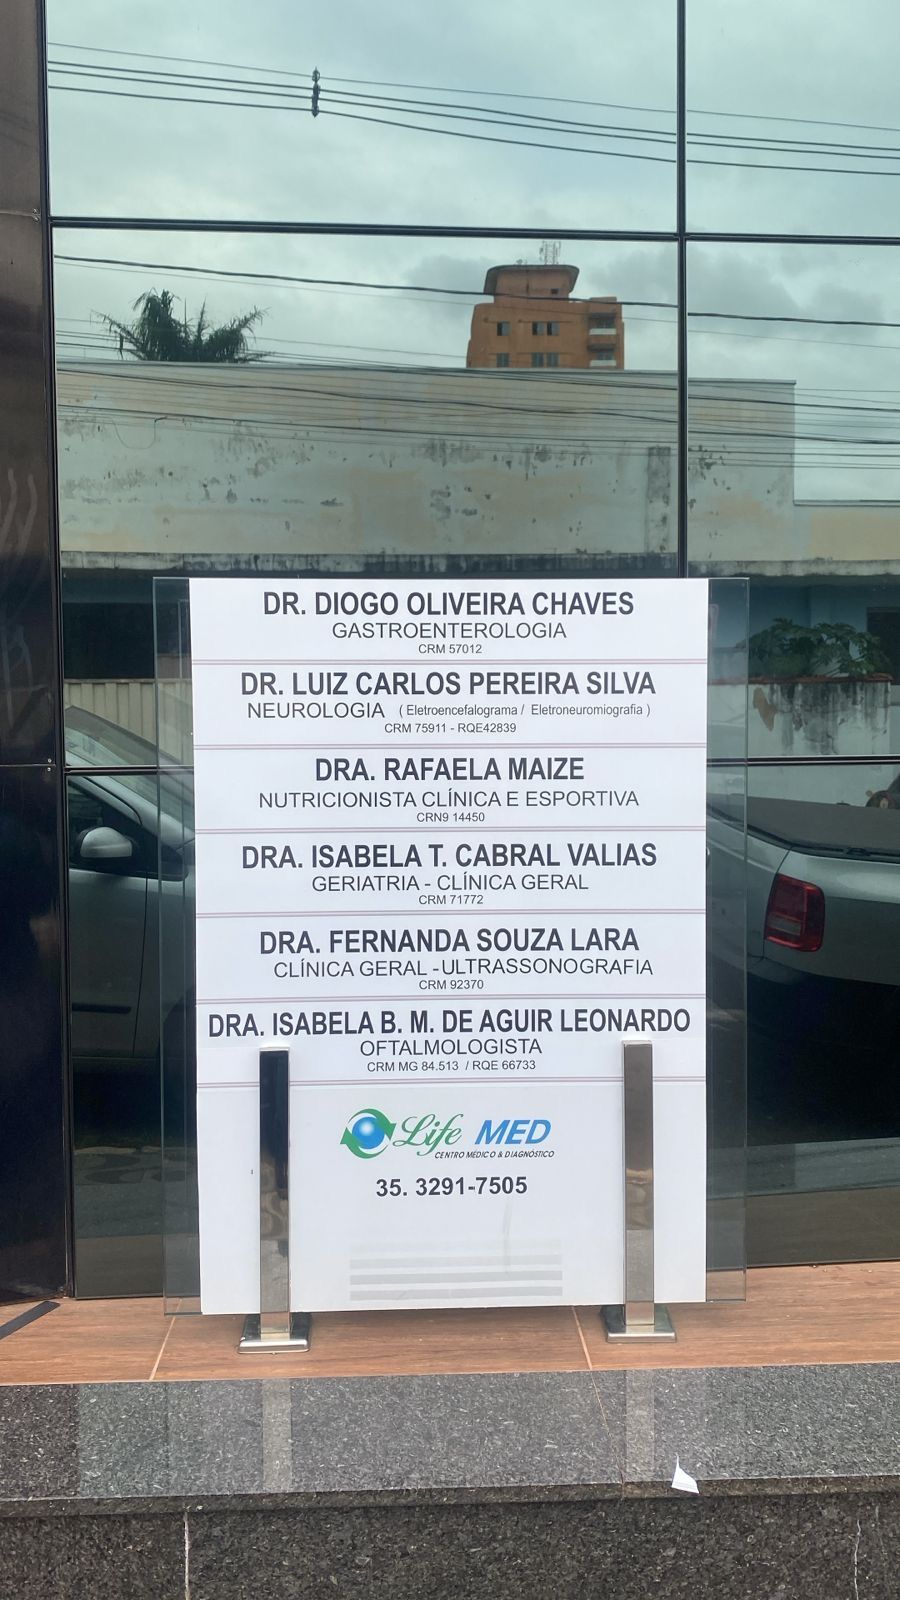 DR. DIOGO OLIVEIRA CHAVES
GASTROENTEROLOGIA
CRM 57012
DR. LUIZ CARLOS PEREIRA SILVA
NEUROLOGIA ( Eletroencefalograma / Eletroneuromiografia )
CRM 75911 - RQE42839
DRA. RAFAELA MAIZE
NUTRICIONISTA CLÍNICA E ESPORTIVA
CRN9 14450
DRA. ISABELA T. CABRAL VALIAS
GERIATRIA - CLÍNICA GERAL
CRM 71772
DRA. FERNANDA SOUZA LARA
CLÍNICA GERAL - ULTRASSONOGRAFIA
CRM 92370
DRA. ISABELA B. M. DE AGUIR LEONARDO
OFTALMOLOGISTA
CRM MG 84.513 / RQE 66733
Life MED
CENTRO MÉDICO & DIAGNÓSTICO
35. 3291-7505